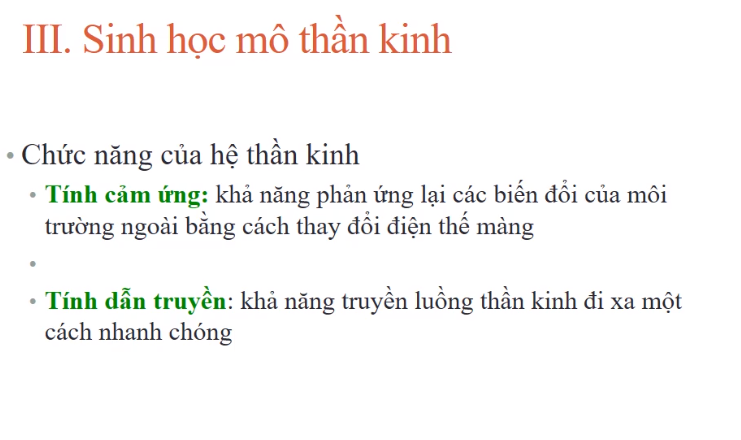 III. Sinh học mô thần kinh
• Chức năng của hệ thần kinh
• Tính cảm ứng: khả năng phản ứng lại các biến đổi của môi
trường ngoài bằng cách thay đổi điện thế màng
•
• Tính dẫn truyền: khả năng truyền luồng thần kinh đi xa một
cách nhanh chóng